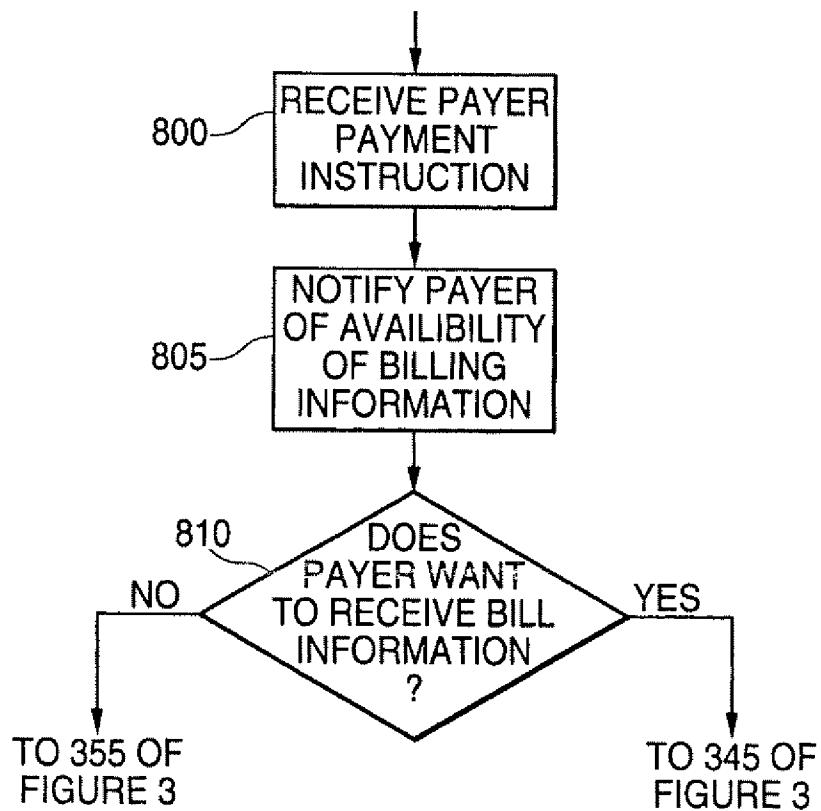 800
RECEIVE PAYER
PAYMENT
INSTRUCTION
805
NOTIFY PAYER
OF AVAILIBILITY
OF BILLING
INFORMATION
810
DOES
PAYER WANT
TO RECEIVE BILL
INFORMATION
?
NO
YES
TO 355 OF
FIGURE 3
TO 345 OF
FIGURE 3